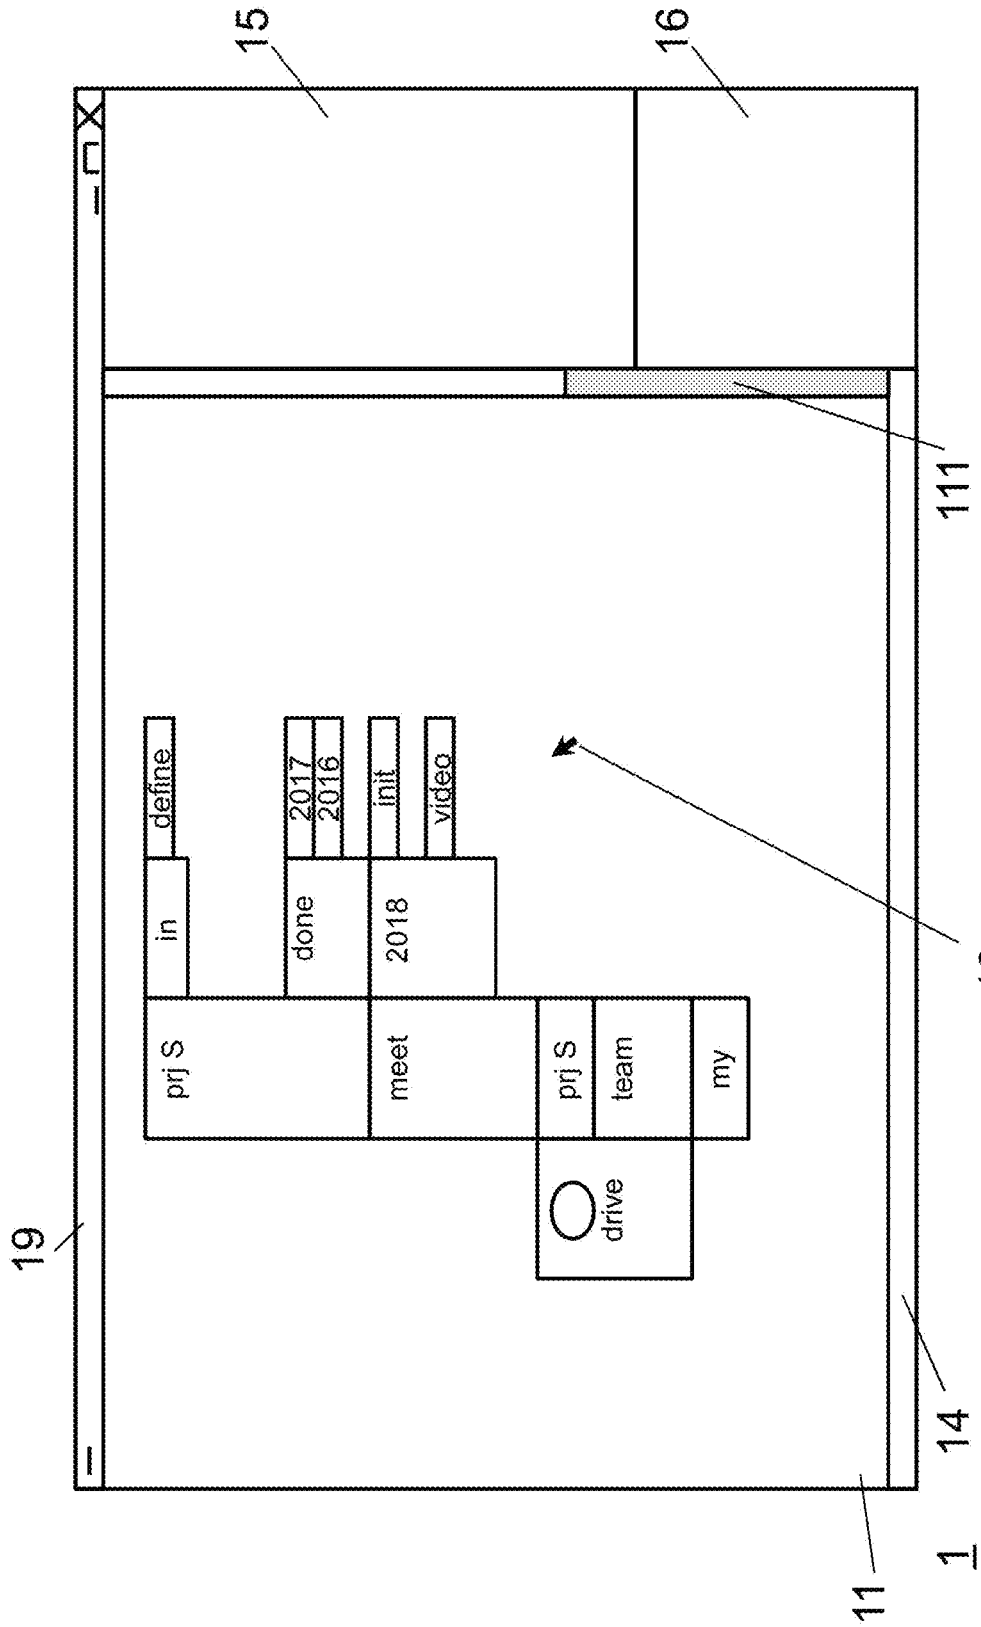 19
prj S
in
define
15
done
2017
2016
meet
2018
init
video
prj S
drive
team
16
my
11
1
14
111